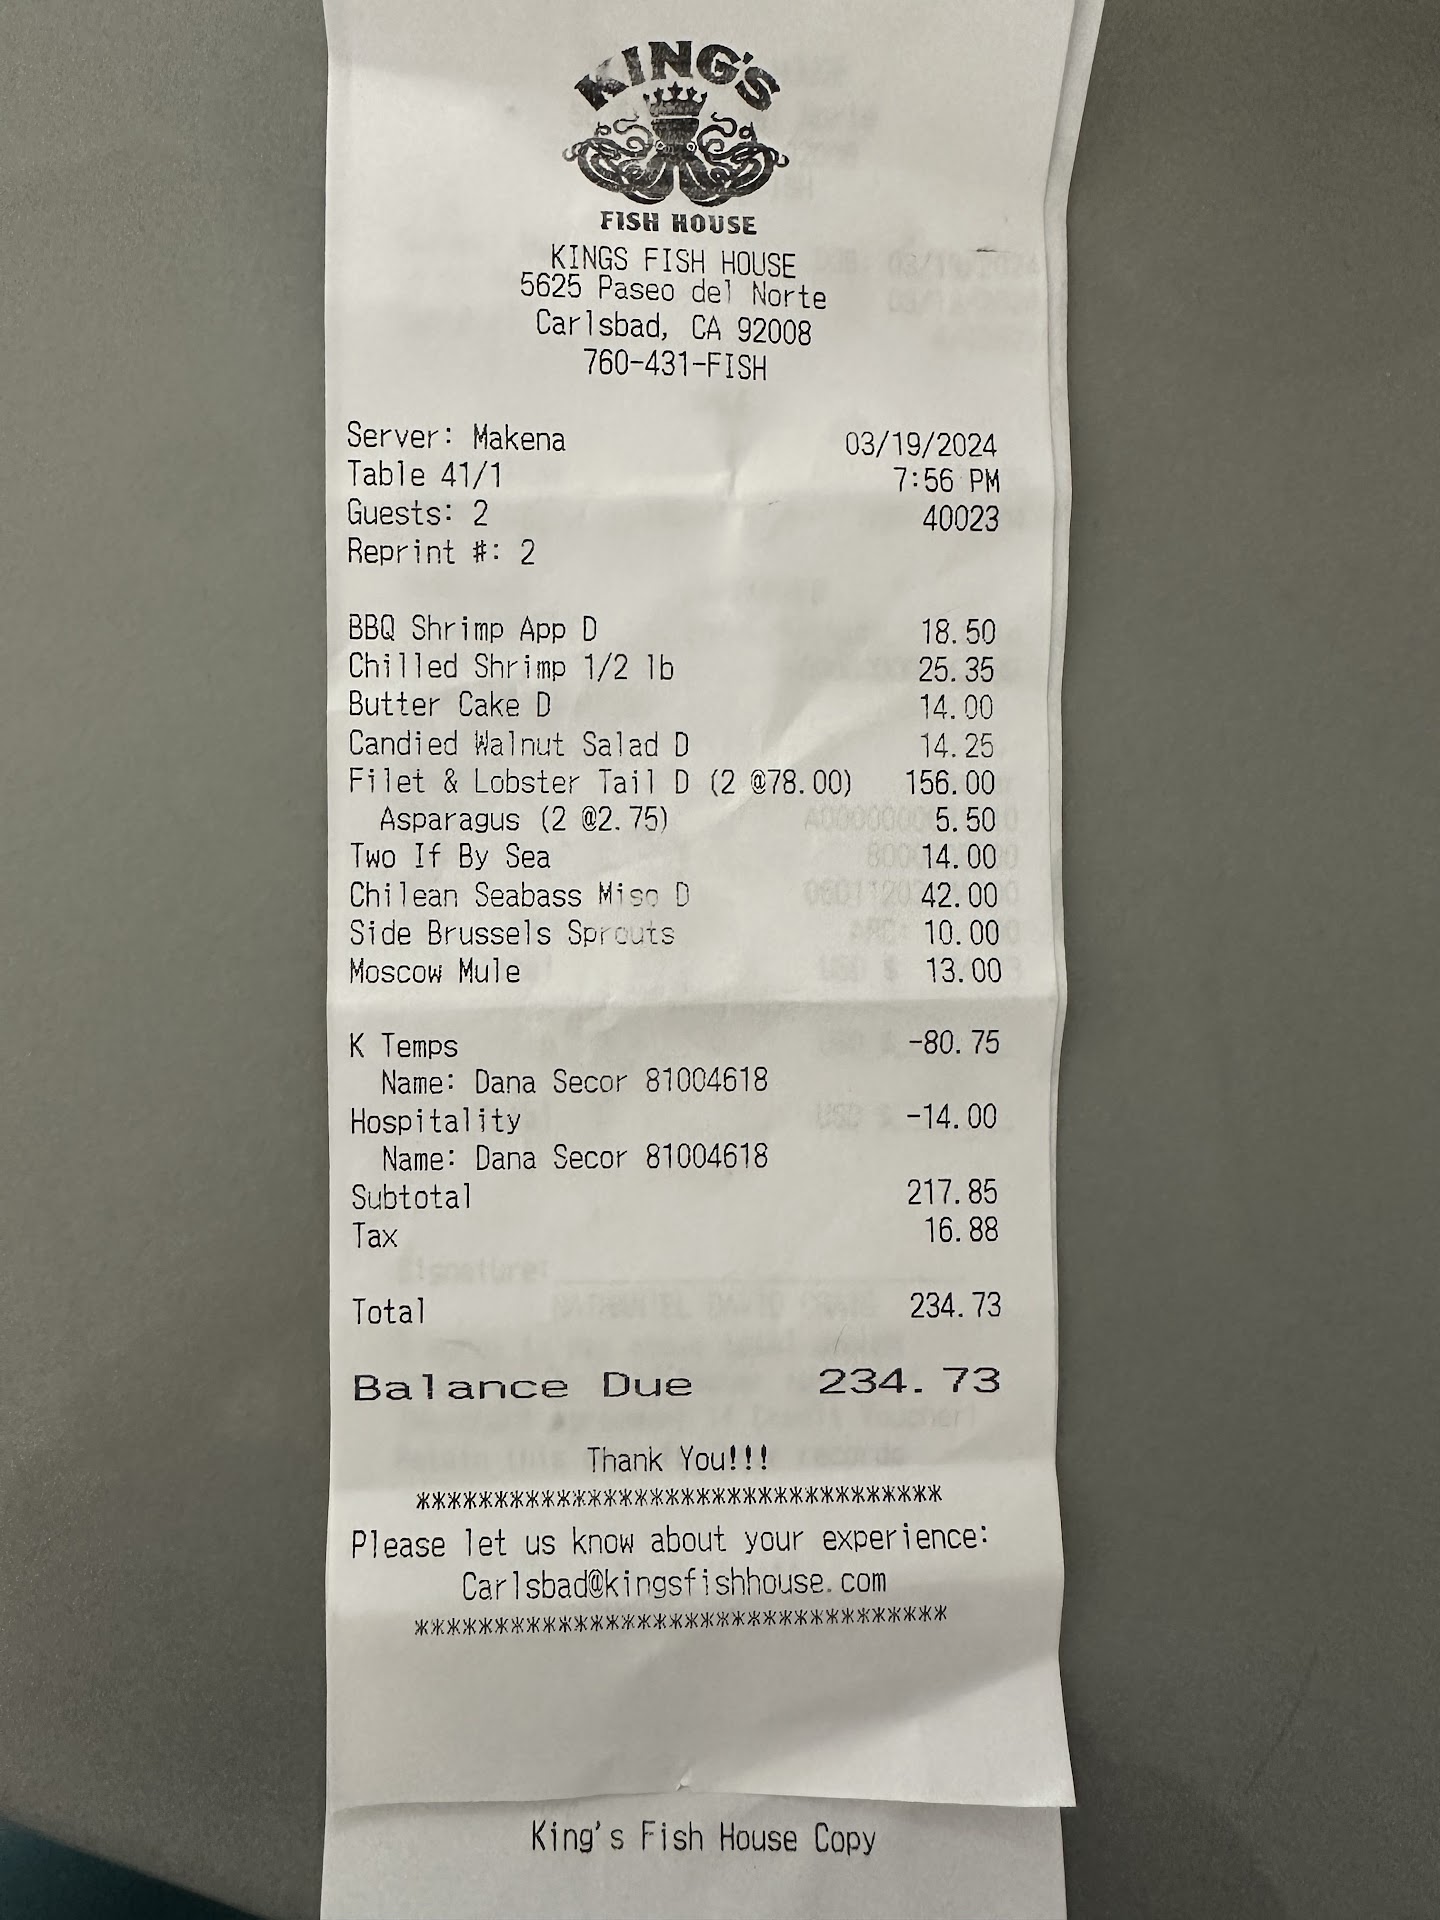 KING'S
FISH HOUSE
KINGS FISH HOUSE
5625 Paseo del Norte
Carlsbad, CA 92008
760-431-FISH
Server: Makena 03/19/2024
Table 41/1 7:56 PM
Guests: 2 40023
Reprint #: 2
BBQ Shrimp App D 18.50
Chilled Shrimp 1/2 lb 25.35
Butter Cake D 14.00
Candied Walnut Salad D 14.25
Filet & Lobster Tail D (2 @78.00) 156.00
Asparagus (2 @2.75) 5.50
Two If By Sea 14.00
Chilean Seabass Miso D 42.00
Side Brussels Sprouts 10.00
Moscow Mule 13.00
K Temps -80.75
Name: Dana Secor 81004618
Hospitality -14.00
Name: Dana Secor 81004618
Subtotal 217.85
Tax 16.88
Total 234.73
Balance Due 234.73
Thank You!!!
**********************************
Please let us know about your experience:
Carlsbad@kingsfishhouse.com
**********************************
King's Fish House Copy